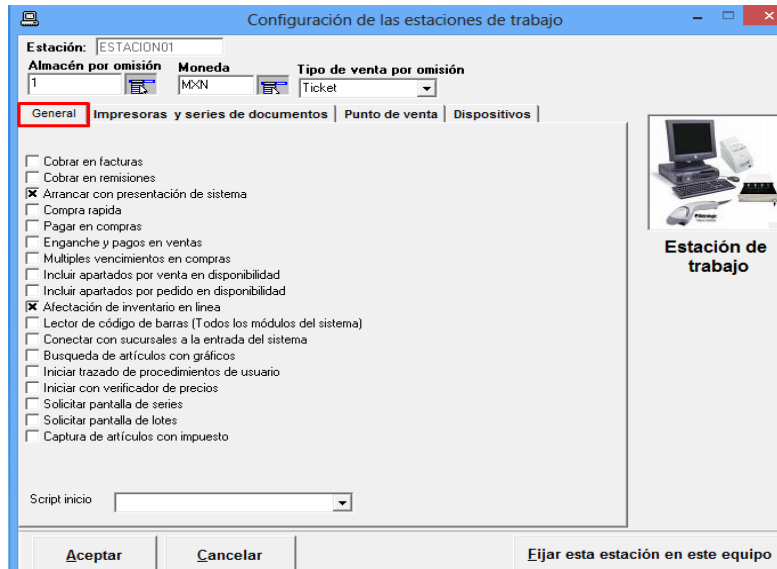 Configuración de las estaciones de trabajo
Estación: ESTACION01
Almacén por omisión Moneda Tipo de venta por omisión
1 MXN Ticket
General Impresoras y series de documentos Punto de venta Dispositivos
Cobrar en facturas
Cobrar en remisiones
Arrancar con presentación de sistema
Compra rapida
Pagar en compras
Enganche y pagos en ventas
Multiples vencimientos en compras
Incluir apartados por venta en disponibilidad
Incluir apartados por pedido en disponibilidad
Afectación de inventario en linea
Lector de código de barras (Todos los módulos del sistema)
Conectar con sucursales a la entrada del sistema
Busqueda de artículos con gráficos
Iniciar trazado de procedimientos de usuario
Iniciar con verificador de precios
Solicitar pantalla de series
Solicitar pantalla de lotes
Captura de artículos con impuesto
Script inicio
Estación de
trabajo
Aceptar Cancelar Fijar esta estación en este equipo